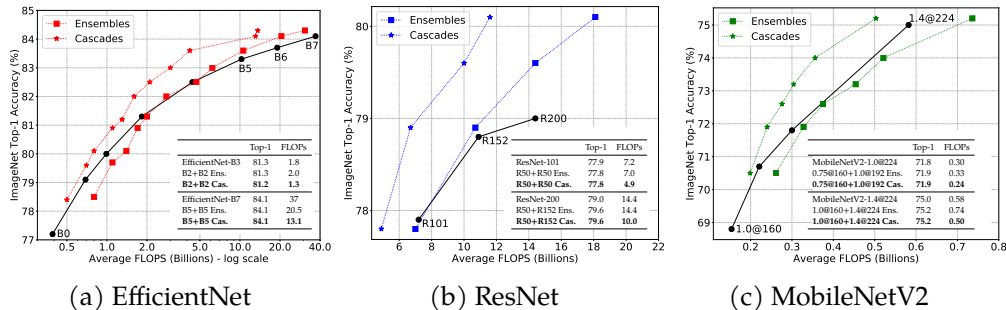 ImageNet Top-1 Accuracy (%)
85
84
83
82
81
80
79
78
77
Ensembles
Cascades
B0
B5
B6
B7
Top-1 FLOPs
EfficientNet-B3 81.3 1.8
B2+B2 Ens. 81.3 2.0
B2+B2 Cas. 81.2 1.3
EfficientNet-B7 84.1 37
B5+B5 Ens. 84.1 20.5
B5+B5 Cas. 84.1 13.1
0.5 1.0 2.0 5.0 10.0 20.0 40.0
Average FLOPS (Billions) - log scale
(a) EfficientNet
ImageNet Top-1 Accuracy (%)
80
79
78
Ensembles
Cascades
R101
R152
R200
Top-1 FLOPs
ResNet-101 77.9 7.2
R50+R50 Ens. 77.8 7.0
R50+R50 Cas. 77.8 4.9
ResNet-200 79.0 14.4
R50+R152 Ens. 79.6 14.4
R50+R152 Cas. 79.6 10.0
6 8 10 12 14 16 18 20 22
Average FLOPS (Billions)
(b) ResNet
ImageNet Top-1 Accuracy (%)
75
74
73
72
71
70
69
Ensembles
Cascades
1.4@224
1.0@160
Top-1 FLOPs
MobileNetV2-1.0@224 71.8 0.30
0.75@160+1.0@192 Ens. 71.9 0.33
0.75@160+1.0@192 Cas. 71.9 0.24
MobileNetV2-1.4@224 75.0 0.58
1.0@160+1.4@224 Ens. 75.2 0.74
1.0@160+1.4@224 Cas. 75.2 0.50
0.2 0.3 0.4 0.5 0.6 0.7 0.8
Average FLOPS (Billions)
(c) MobileNetV2